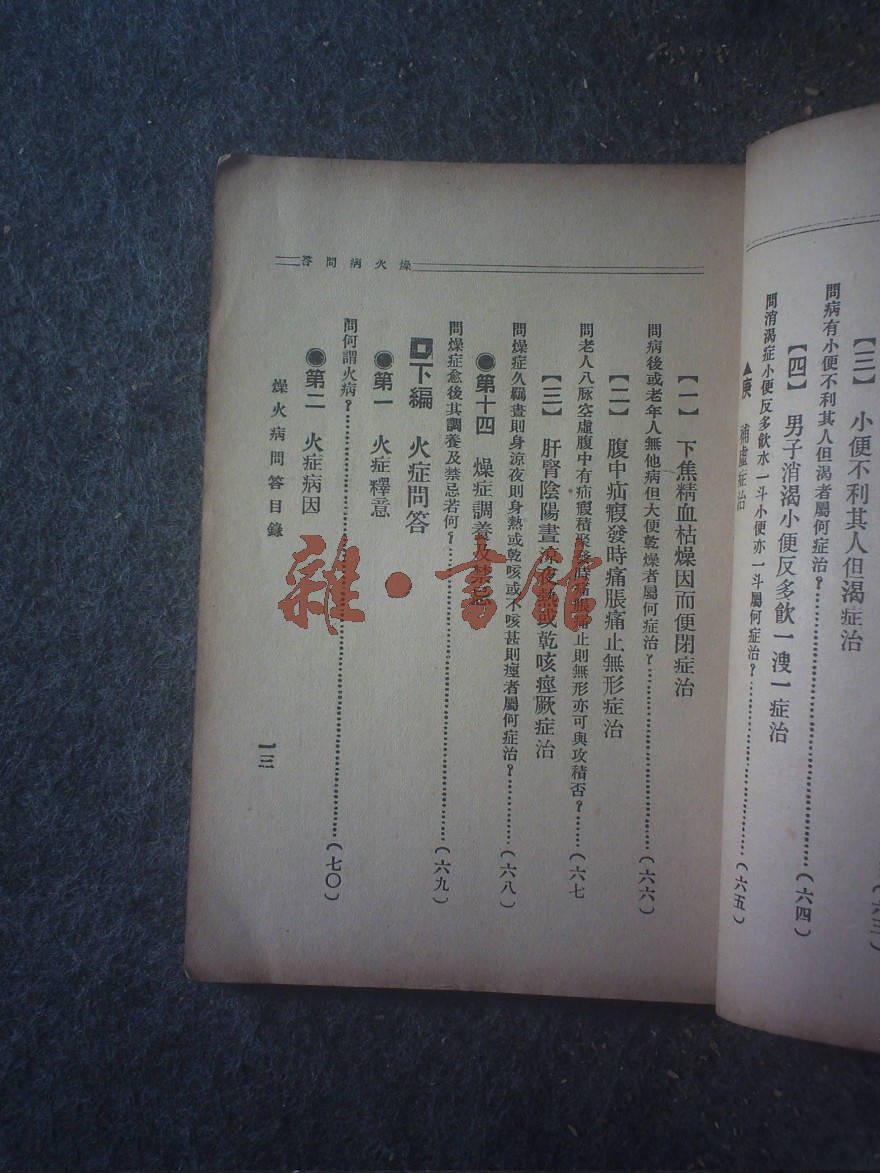 【三】 小便不利其人但渴症治
問病有小便不利其人但渴者屬何症治？
（六三）
【四】 男子消渴小便反多飲一溲一症治
問消渴症小便反多飲水一斗小便亦一斗屬何症治？
（六四）
▲庚 補虛症治
（六五）
燥火病問答
【一】 下焦精血枯燥因而便閉症治
問病後或老年人無他病但大便乾燥者屬何症治？………（六六）
【二】 腹中疝瘕發時痛脹痛止無形症治
問老人八脉空虛腹中有疝瘕積聚發時痛脹痛止則無形亦可與攻積否？………（六七
【三】 肝腎陰陽晝涼夜熱或乾咳痙厥症治
問燥症久羈晝則身涼夜則身熱或乾咳或不咳甚則痙者屬何症治？………（六八）
第十四 燥症調養及禁忌
問燥症愈後其調養及禁忌若何？………（六九）
下編 火症問答
第一 火症釋意
問何謂火病？………（七〇）
第二 火症病因
燥火病問答目錄
一三
雜·書館